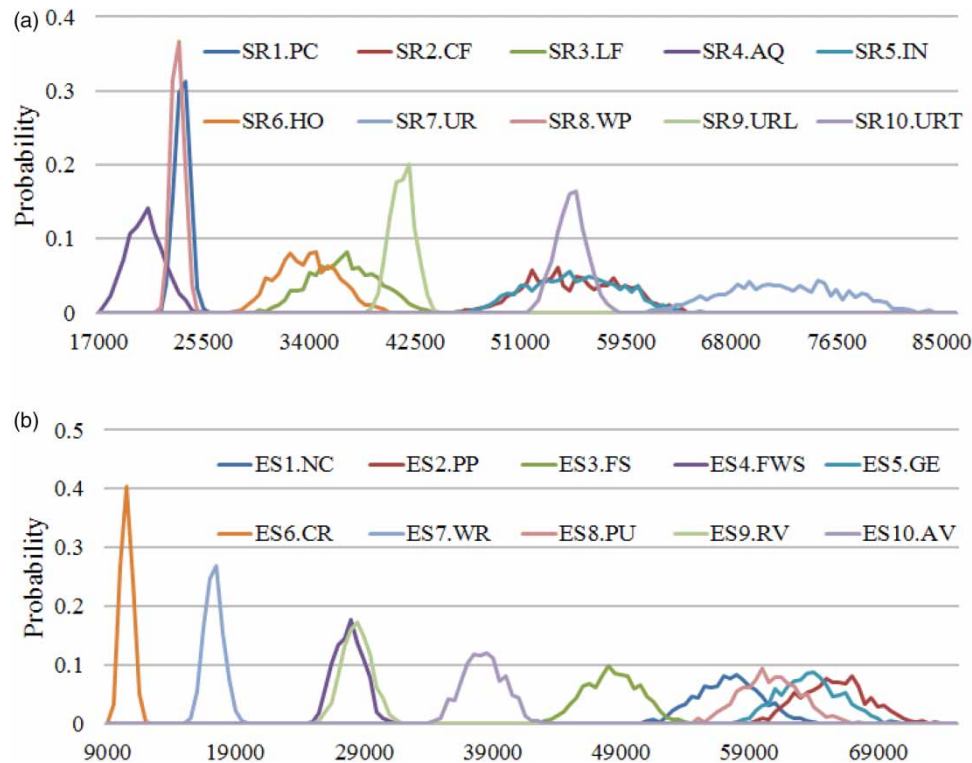 (a)
0.4
SR1.PC SR2.CF SR3.LF SR4.AQ SR5.IN
0.3
SR6.HO SR7.UR SR8.WP SR9.URL SR10.URT
0.2
0.1
0
Probability
17000 25500 34000 42500 51000 59500 68000 76500 85000
(b)
0.5
ES1.NC ES2.PP ES3.FS ES4.FWS ES5.GE
0.4
ES6.CR ES7.WR ES8.PU ES9.RV ES10.AV
0.3
0.2
0.1
0
Probability
9000 19000 29000 39000 49000 59000 69000